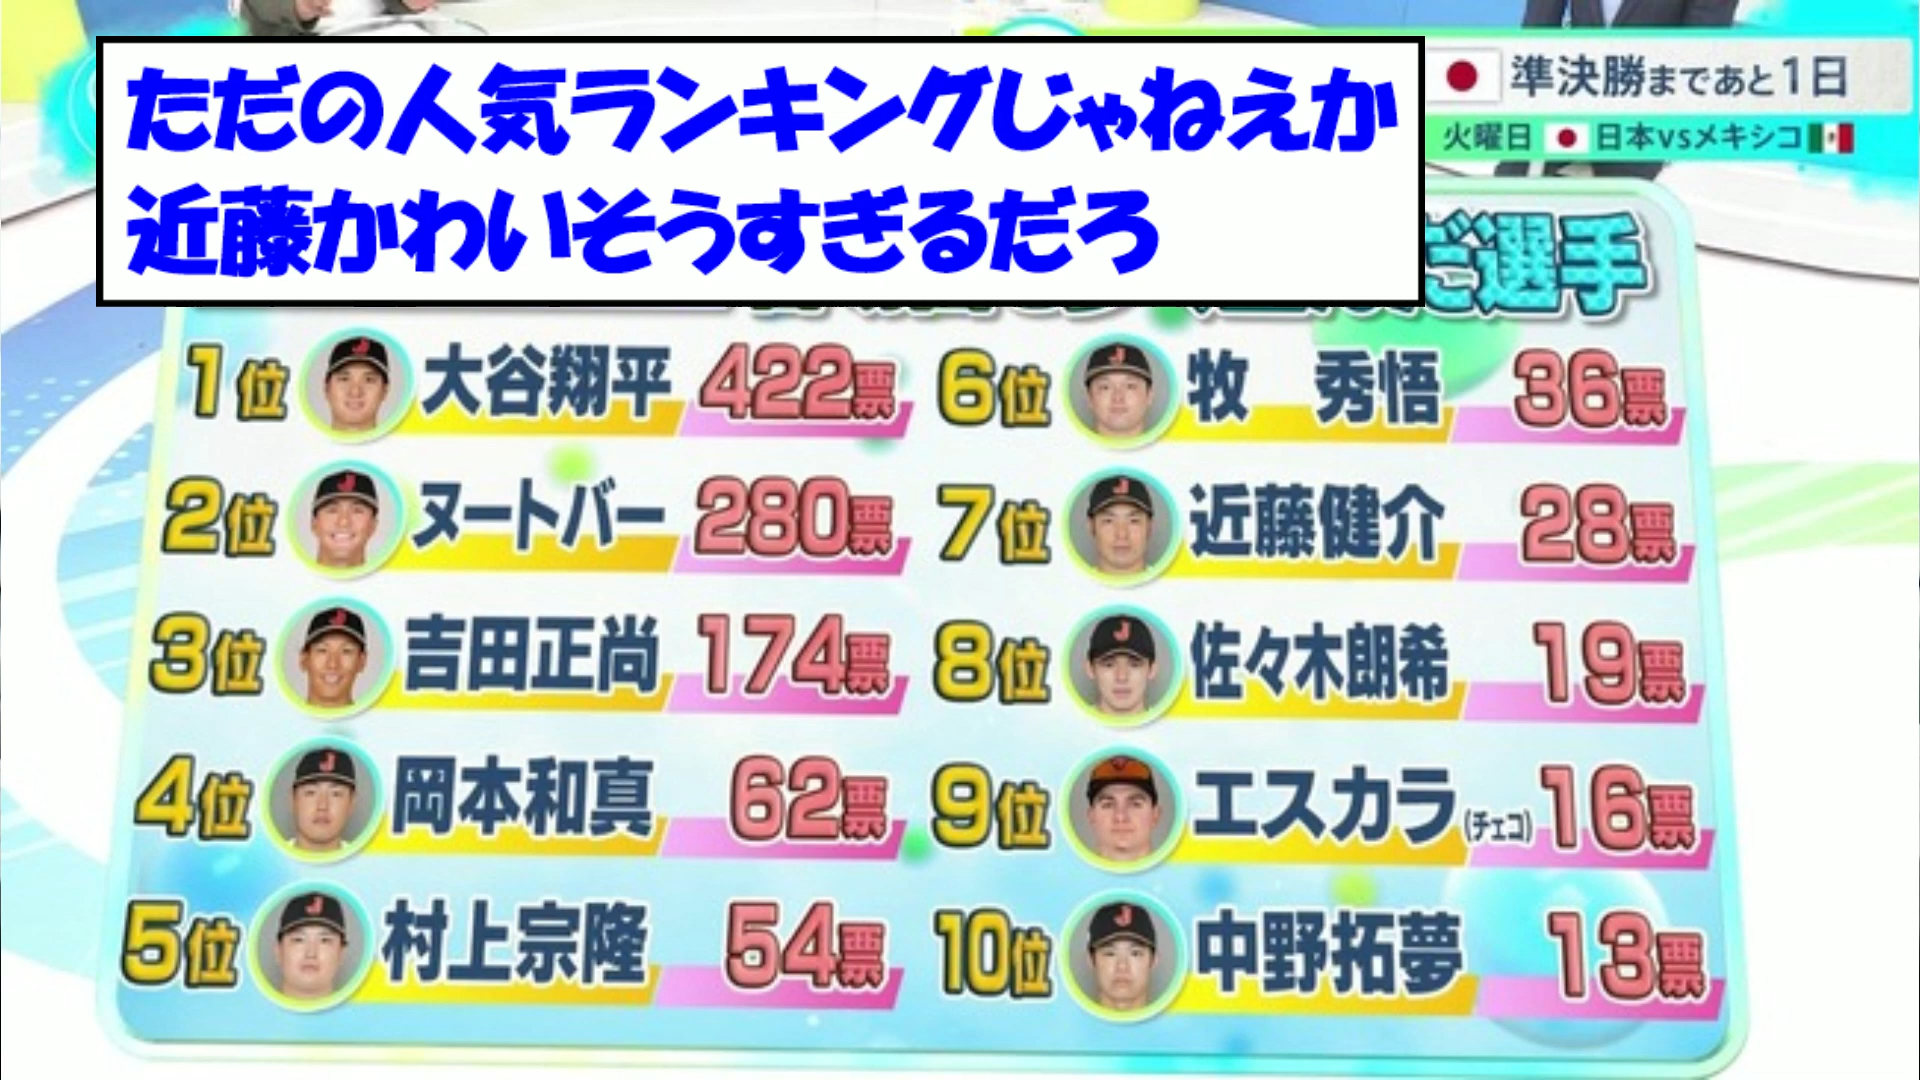 ただの人気ランキングじゃねえか
近藤かわいそうすぎるだろ
準決勝まであと1日
火曜日 日本vsメキシコ
だ選手
1位 大谷翔平 422票
2位 ヌートバー 280票
3位 吉田正尚 174票
4位 岡本和真 62票
5位 村上宗隆 54票
6位 牧 秀悟 36票
7位 近藤健介 28票
8位 佐々木朗希 19票
9位 エスカラ(チェコ) 16票
10位 中野拓夢 13票